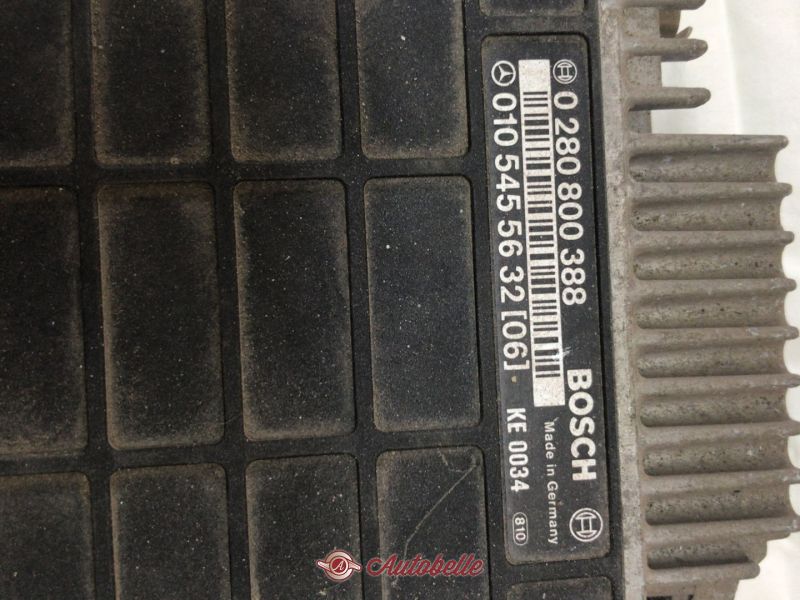 0 280 800 388
BOSCH
Made in Germany
010 545 56 32 [06]
KE 0034
810
Autobelle